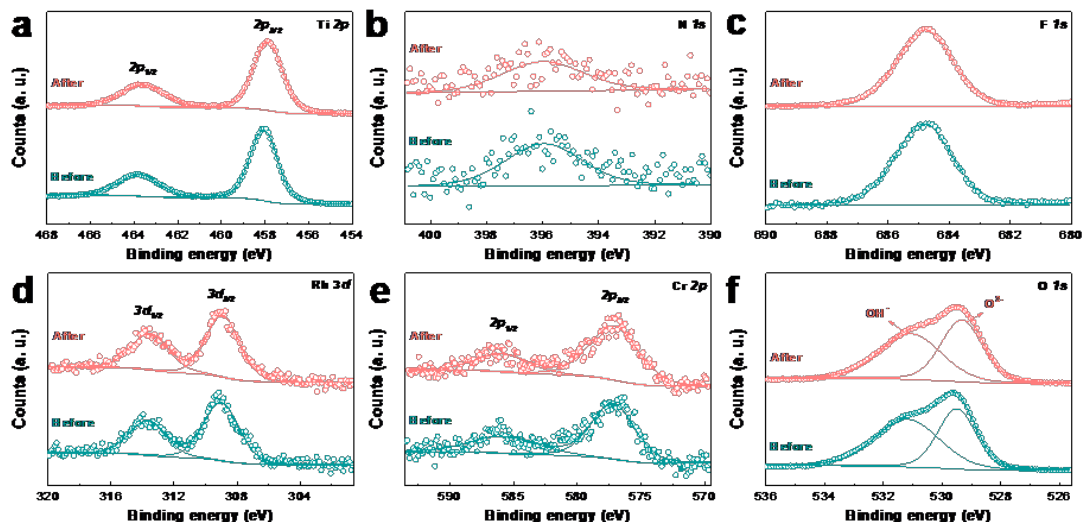 a
Ti 2p
2p3/2
2p1/2
After
Before
Counts (a. u.)
468 466 464 462 460 458 456 454
Binding energy (eV)
b
N 1s
After
Before
Counts (a. u.)
400 398 396 394 392 390
Binding energy (eV)
c
F 1s
After
Before
Counts (a. u.)
690 688 686 684 682 680
Binding energy (eV)
d
Rh 3d
3d3/2
3d5/2
After
Before
Counts (a. u.)
320 316 312 308 304
Binding energy (eV)
e
Cr 2p
2p3/2
2p1/2
After
Before
Counts (a. u.)
590 585 580 575 570
Binding energy (eV)
f
O 1s
OH-
O2-
After
Before
Counts (a. u.)
536 534 532 530 528 526
Binding energy (eV)